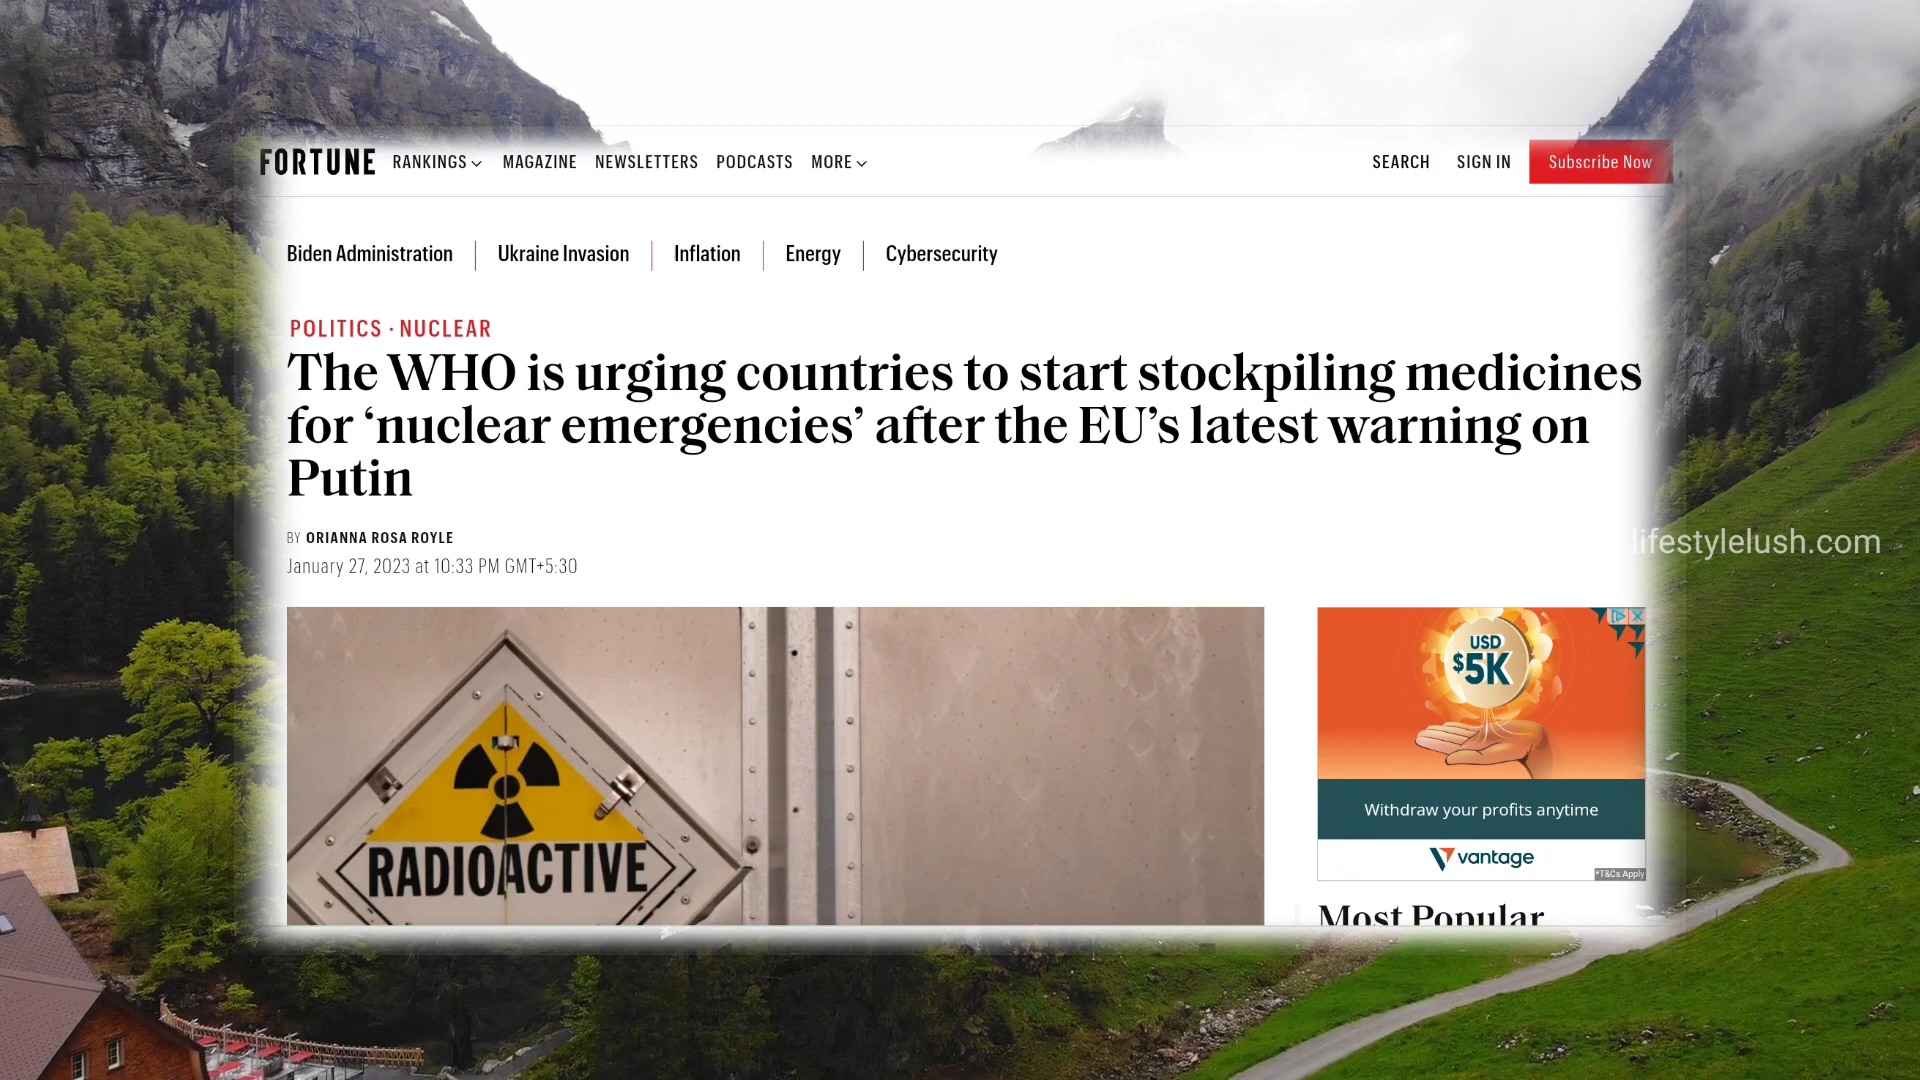 FORTUNE RANKINGS MAGAZINE NEWSLETTERS PODCASTS MORE SEARCH SIGN IN Subscribe Now
Biden Administration Ukraine Invasion Inflation Energy Cybersecurity
POLITICS · NUCLEAR
The WHO is urging countries to start stockpiling medicines
for ‘nuclear emergencies’ after the EU’s latest warning on
Putin
BY ORIANNA ROSA ROYLE
January 27, 2023 at 10:33 PM GMT+5:30
lifestylelush.com
RADIOACTIVE
USD
$5K
Withdraw your profits anytime
vantage
*T&Cs Apply
Most Popular